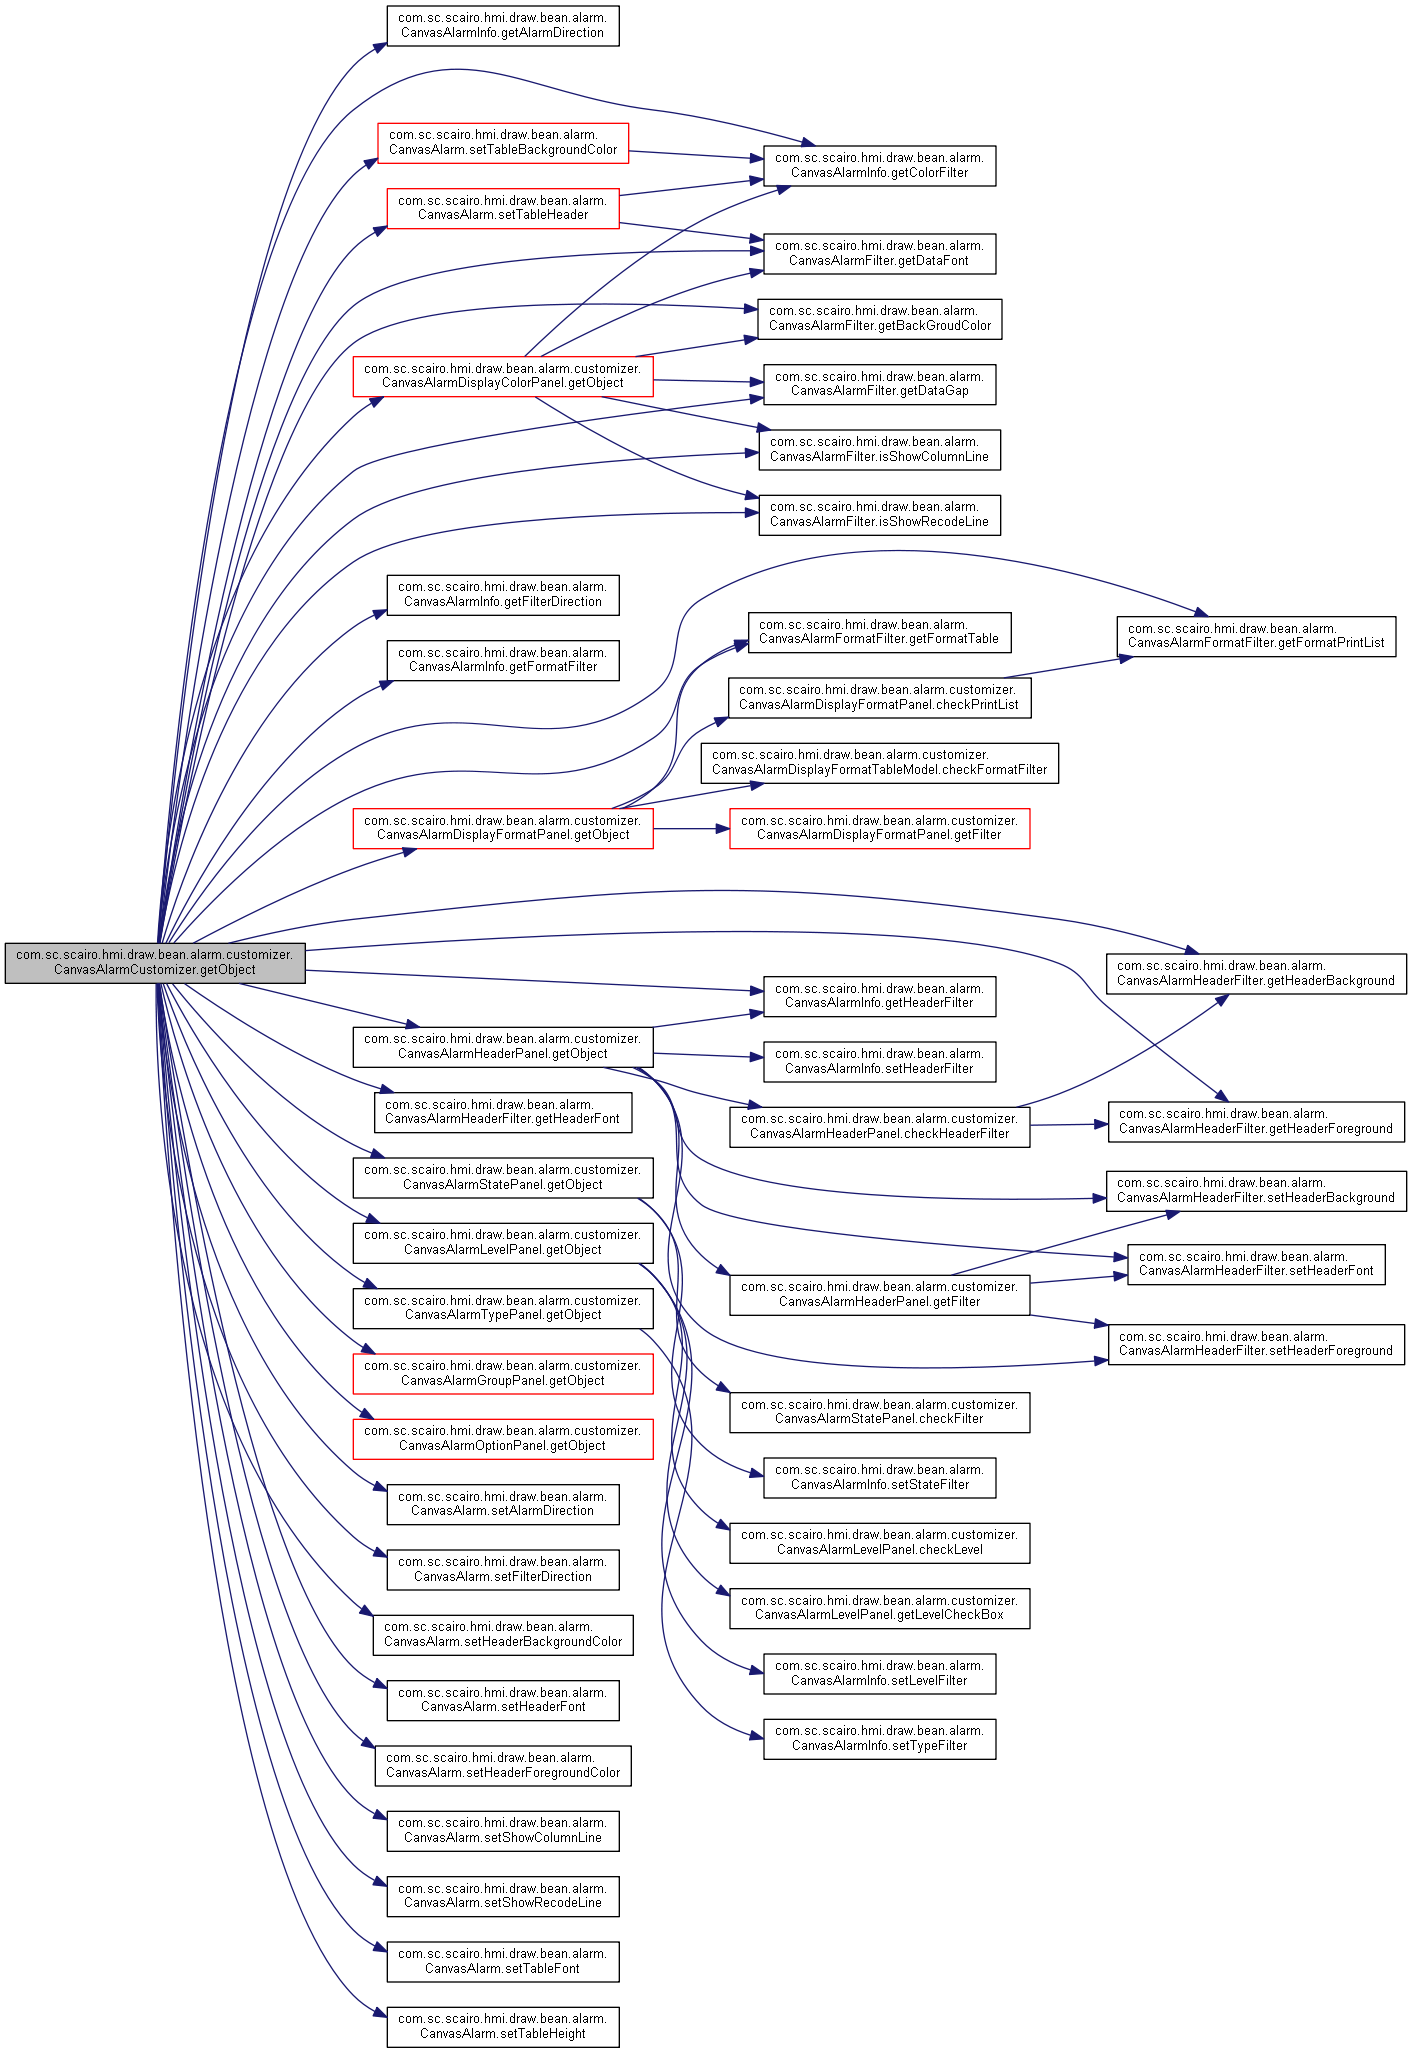 com.sc.scairo.hmi.draw.bean.alarm.
CanvasAlarmInfo.getAlarmDirection
com.sc.scairo.hmi.draw.bean.alarm.
CanvasAlarm.setTableBackgroundColor
com.sc.scairo.hmi.draw.bean.alarm.
CanvasAlarmInfo.getColorFilter
com.sc.scairo.hmi.draw.bean.alarm.
CanvasAlarm.setTableHeader
com.sc.scairo.hmi.draw.bean.alarm.
CanvasAlarmFilter.getDataFont
com.sc.scairo.hmi.draw.bean.alarm.
CanvasAlarmFilter.getBackGroudColor
com.sc.scairo.hmi.draw.bean.alarm.customizer.
CanvasAlarmDisplayColorPanel.getObject
com.sc.scairo.hmi.draw.bean.alarm.
CanvasAlarmFilter.getDataGap
com.sc.scairo.hmi.draw.bean.alarm.
CanvasAlarmFilter.isShowColumnLine
com.sc.scairo.hmi.draw.bean.alarm.
CanvasAlarmFilter.isShowRecodeLine
com.sc.scairo.hmi.draw.bean.alarm.
CanvasAlarmInfo.getFilterDirection
com.sc.scairo.hmi.draw.bean.alarm.
CanvasAlarmFormatFilter.getFormatTable
com.sc.scairo.hmi.draw.bean.alarm.
CanvasAlarmFormatFilter.getFormatPrintList
com.sc.scairo.hmi.draw.bean.alarm.
CanvasAlarmInfo.getFormatFilter
com.sc.scairo.hmi.draw.bean.alarm.customizer.
CanvasAlarmDisplayFormatPanel.checkPrintList
com.sc.scairo.hmi.draw.bean.alarm.customizer.
CanvasAlarmDisplayFormatTableModel.checkFormatFilter
com.sc.scairo.hmi.draw.bean.alarm.customizer.
CanvasAlarmDisplayFormatPanel.getObject
com.sc.scairo.hmi.draw.bean.alarm.customizer.
CanvasAlarmDisplayFormatPanel.getFilter
com.sc.scairo.hmi.draw.bean.alarm.customizer.
CanvasAlarmCustomizer.getObject
com.sc.scairo.hmi.draw.bean.alarm.
CanvasAlarmHeaderFilter.getHeaderBackground
com.sc.scairo.hmi.draw.bean.alarm.
CanvasAlarmInfo.getHeaderFilter
com.sc.scairo.hmi.draw.bean.alarm.customizer.
CanvasAlarmHeaderPanel.getObject
com.sc.scairo.hmi.draw.bean.alarm.
CanvasAlarmInfo.setHeaderFilter
com.sc.scairo.hmi.draw.bean.alarm.
CanvasAlarmHeaderFilter.getHeaderFont
com.sc.scairo.hmi.draw.bean.alarm.customizer.
CanvasAlarmHeaderPanel.checkHeaderFilter
com.sc.scairo.hmi.draw.bean.alarm.
CanvasAlarmHeaderFilter.getHeaderForeground
com.sc.scairo.hmi.draw.bean.alarm.customizer.
CanvasAlarmStatePanel.getObject
com.sc.scairo.hmi.draw.bean.alarm.
CanvasAlarmHeaderFilter.setHeaderBackground
com.sc.scairo.hmi.draw.bean.alarm.customizer.
CanvasAlarmLevelPanel.getObject
com.sc.scairo.hmi.draw.bean.alarm.
CanvasAlarmHeaderFilter.setHeaderFont
com.sc.scairo.hmi.draw.bean.alarm.customizer.
CanvasAlarmTypePanel.getObject
com.sc.scairo.hmi.draw.bean.alarm.customizer.
CanvasAlarmHeaderPanel.getFilter
com.sc.scairo.hmi.draw.bean.alarm.
CanvasAlarmHeaderFilter.setHeaderForeground
com.sc.scairo.hmi.draw.bean.alarm.customizer.
CanvasAlarmGroupPanel.getObject
com.sc.scairo.hmi.draw.bean.alarm.customizer.
CanvasAlarmStatePanel.checkFilter
com.sc.scairo.hmi.draw.bean.alarm.customizer.
CanvasAlarmOptionPanel.getObject
com.sc.scairo.hmi.draw.bean.alarm.
CanvasAlarmInfo.setStateFilter
com.sc.scairo.hmi.draw.bean.alarm.
CanvasAlarm.setAlarmDirection
com.sc.scairo.hmi.draw.bean.alarm.customizer.
CanvasAlarmLevelPanel.checkLevel
com.sc.scairo.hmi.draw.bean.alarm.
CanvasAlarm.setFilterDirection
com.sc.scairo.hmi.draw.bean.alarm.customizer.
CanvasAlarmLevelPanel.getLevelCheckBox
com.sc.scairo.hmi.draw.bean.alarm.
CanvasAlarm.setHeaderBackgroundColor
com.sc.scairo.hmi.draw.bean.alarm.
CanvasAlarmInfo.setLevelFilter
com.sc.scairo.hmi.draw.bean.alarm.
CanvasAlarm.setHeaderFont
com.sc.scairo.hmi.draw.bean.alarm.
CanvasAlarmInfo.setTypeFilter
com.sc.scairo.hmi.draw.bean.alarm.
CanvasAlarm.setHeaderForegroundColor
com.sc.scairo.hmi.draw.bean.alarm.
CanvasAlarm.setShowColumnLine
com.sc.scairo.hmi.draw.bean.alarm.
CanvasAlarm.setShowRecodeLine
com.sc.scairo.hmi.draw.bean.alarm.
CanvasAlarm.setTableFont
com.sc.scairo.hmi.draw.bean.alarm.
CanvasAlarm.setTableHeight